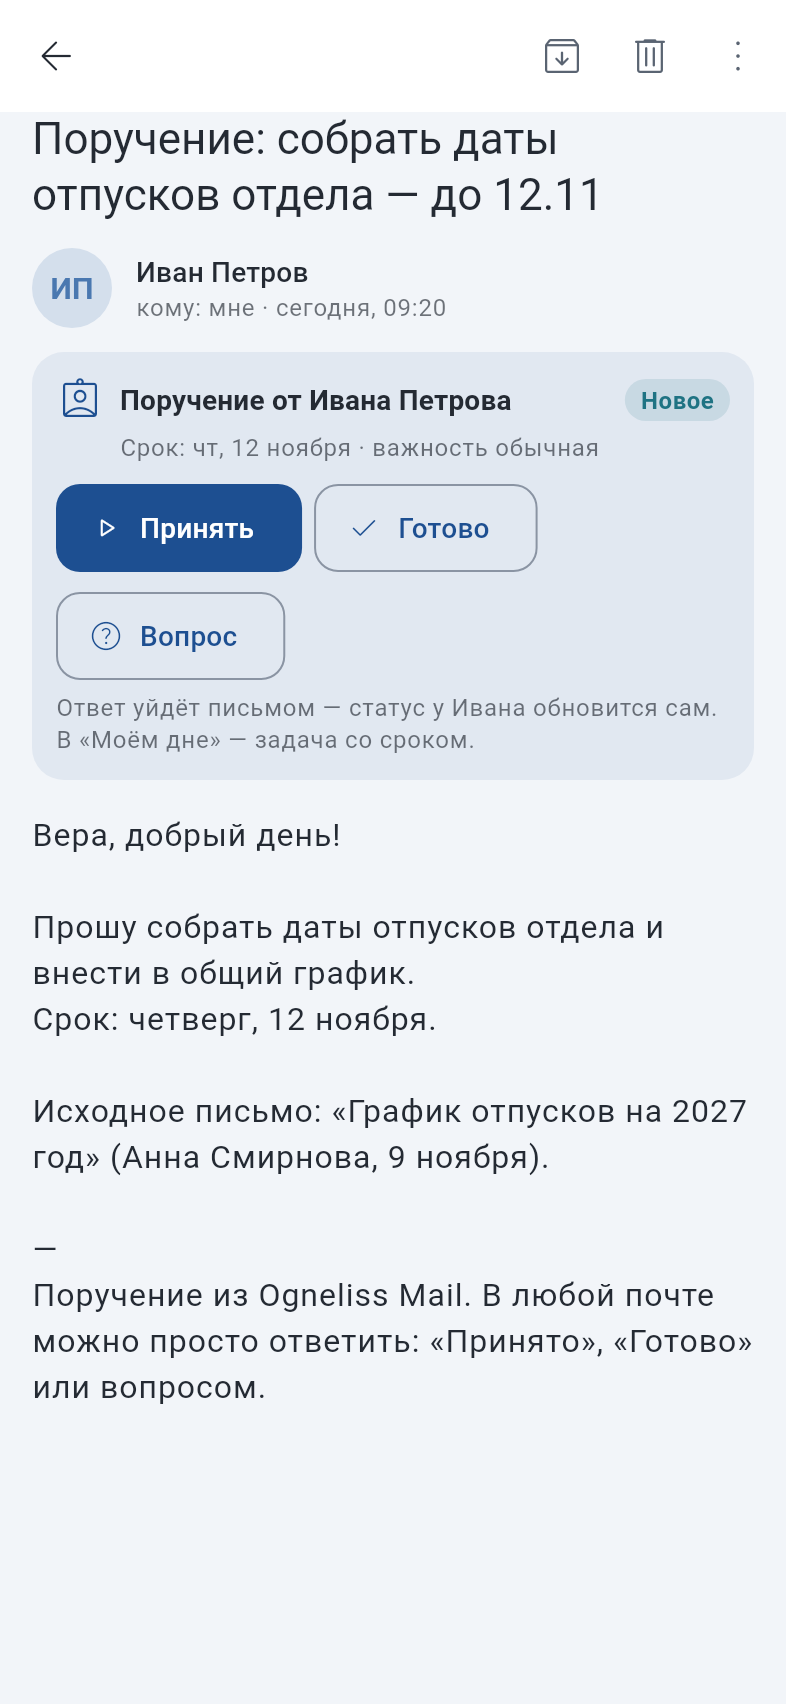 Поручение: собрать даты
отпусков отдела — до 12.11
ИП
Иван Петров
кому: мне · сегодня, 09:20
Поручение от Ивана Петрова
Новое
Срок: чт, 12 ноября · важность обычная
Принять
Готово
Вопрос
Ответ уйдёт письмом — статус у Ивана обновится сам.
В «Моём дне» — задача со сроком.
Вера, добрый день!
Прошу собрать даты отпусков отдела и
внести в общий график.
Срок: четверг, 12 ноября.
Исходное письмо: «График отпусков на 2027
год» (Анна Смирнова, 9 ноября).
—
Поручение из Ogneliss Mail. В любой почте
можно просто ответить: «Принято», «Готово»
или вопросом.